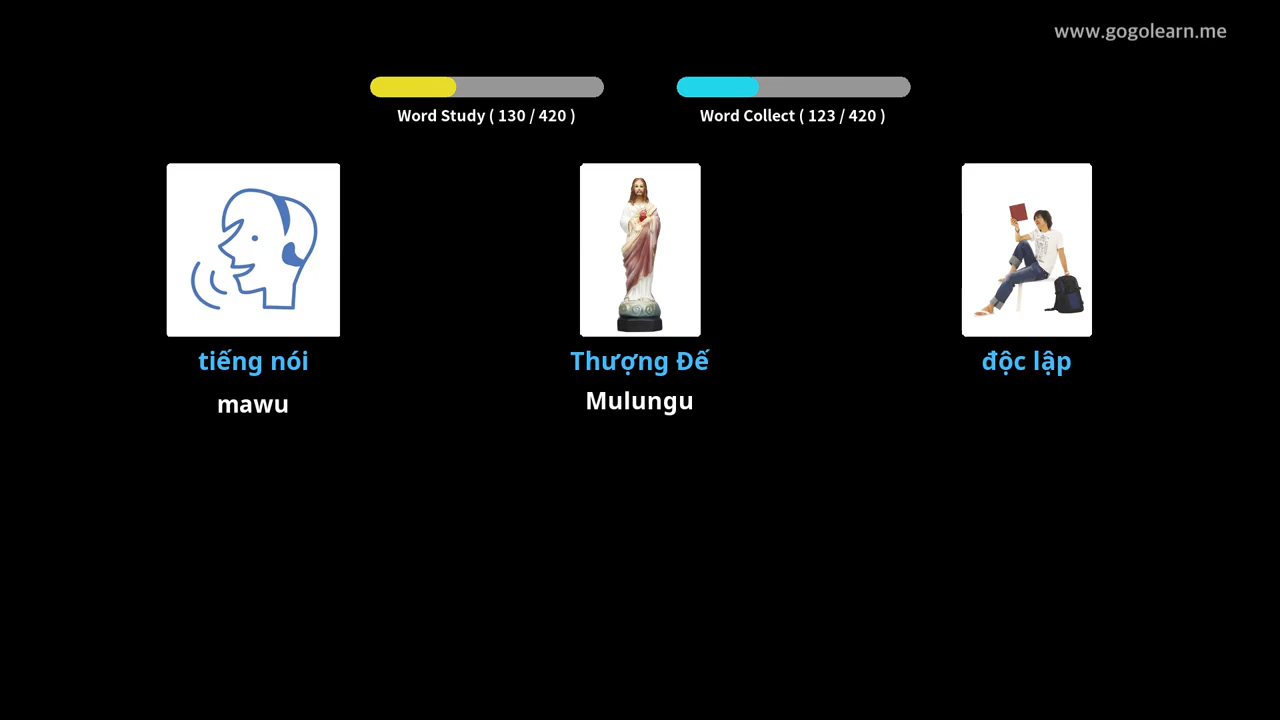 www.gogolearn.me
Word Study ( 130 / 420 )
Word Collect ( 123 / 420 )
tiếng nói
Thượng Đế
độc lập
mawu
Mulungu